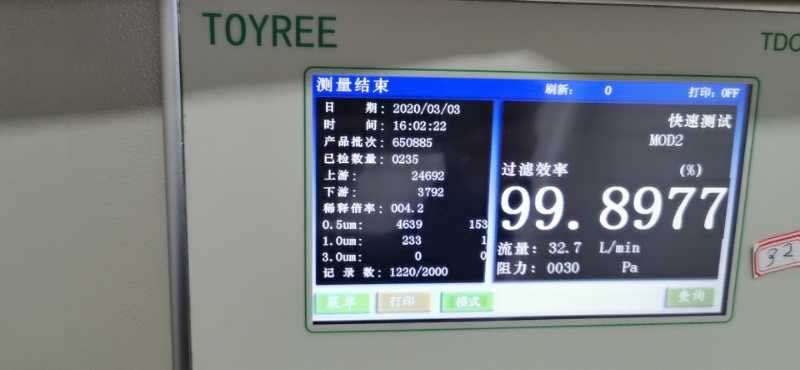 TOYREE
TDC
测量结束 刷新: 0 打印: OFF
日 期: 2020/03/03
时 间: 16:02:22
产品批次: 650885
已检数量: 0235
上游: 24692
下游: 3792
稀释倍率: 004.2
0.5um: 4639 153
1.0um: 233 1
3.0um: 0 0
记 录 数: 1220/2000
快速测试
MOD2
过滤效率 (%)
99.8977
流量: 32.7 L/min
阻力: 0030 Pa
菜单 打印 模式 查询
32